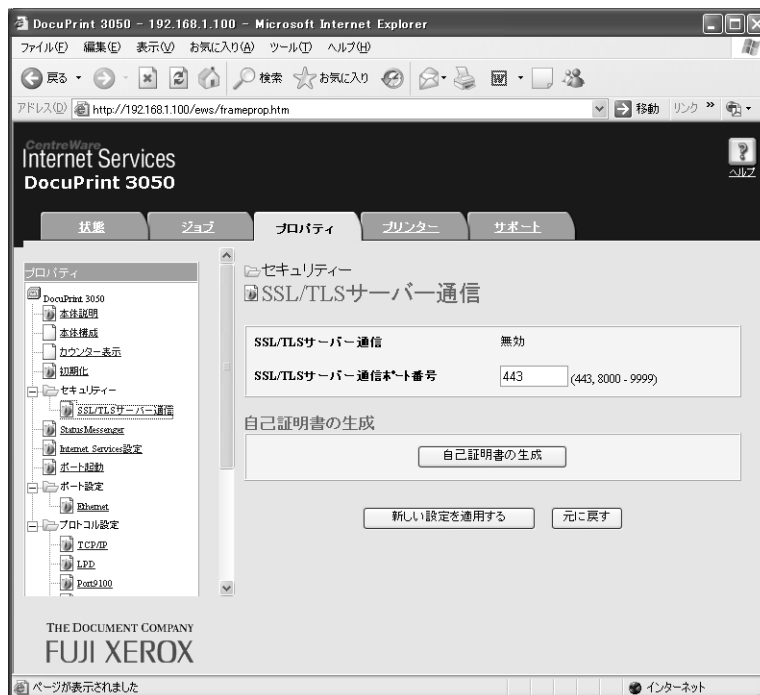 DocuPrint 3050 - 192.168.1.100 - Microsoft Internet Explorer
ファイル(F) 編集(E) 表示(V) お気に入り(A) ツール(T) ヘルプ(H)
戻る 検索 お気に入り
アドレス(D) http://192.168.1.100/ews/frameprop.htm 移動 リンク »
CentreWare
Internet Services
DocuPrint 3050
ヘルプ
状態 ジョブ プロパティ プリンター サポート
プロパティ
DocuPrint 3050
本体説明
本体構成
カウンター表示
初期化
セキュリティー
SSL/TLSサーバー通信
StatusMessenger
Internet Services設定
ポート起動
ポート設定
Ethernet
プロトコル設定
TCP/IP
LPD
Port9100
セキュリティー
SSL/TLSサーバー通信
SSL/TLSサーバー通信 無効
SSL/TLSサーバー通信ポート番号 443 (443, 8000 - 9999)
自己証明書の生成
自己証明書の生成
新しい設定を適用する 元に戻す
THE DOCUMENT COMPANY
FUJI XEROX
ページが表示されました インターネット